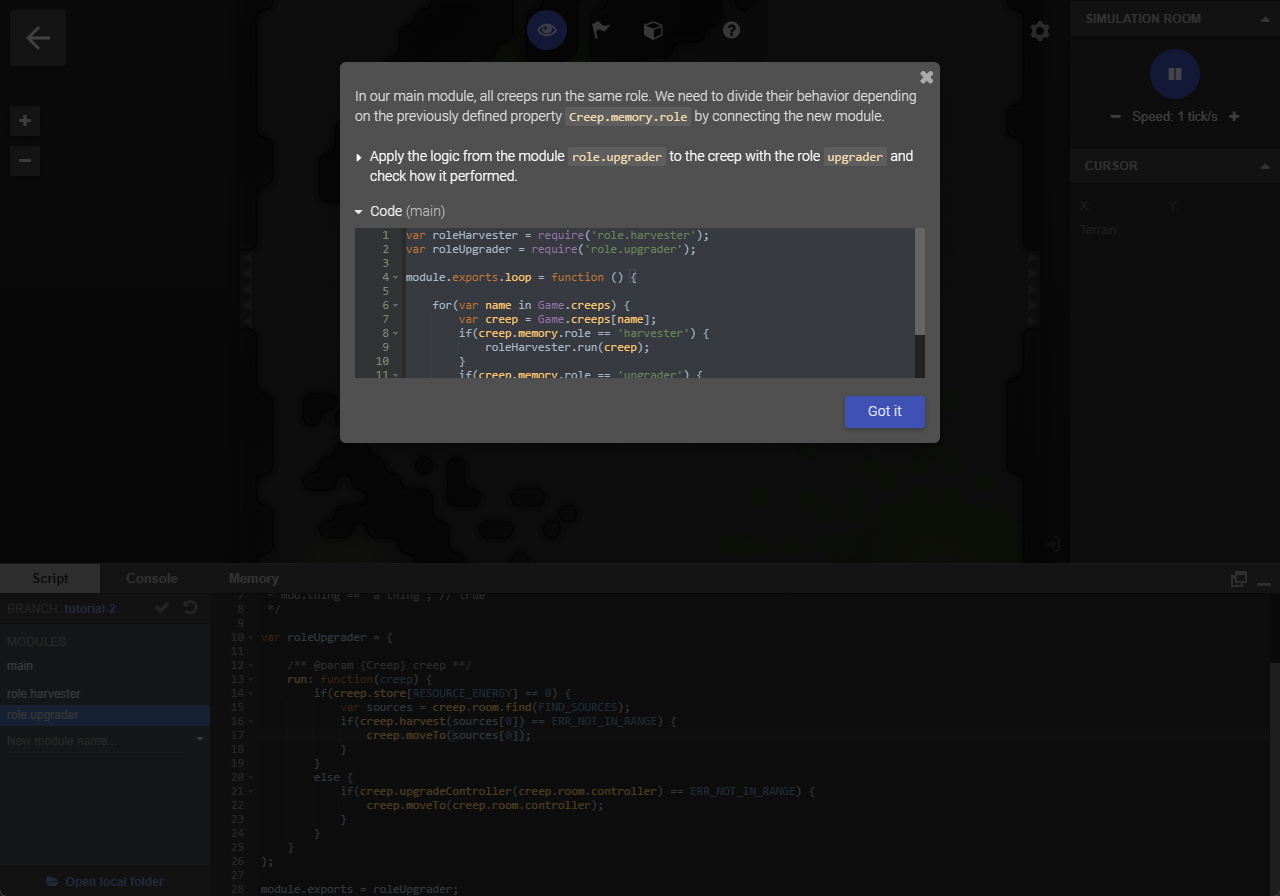 SIMULATION ROOM
Speed: 1 tick/s
CURSOR
X:
Y:
Terrain:
In our main module, all creeps run the same role. We need to divide their behavior depending
on the previously defined property Creep.memory.role by connecting the new module.
Apply the logic from the module role.upgrader to the creep with the role upgrader and
check how it performed.
Code (main)
1 var roleHarvester = require('role.harvester');
2 var roleUpgrader = require('role.upgrader');
3
4 module.exports.loop = function () {
5
6 for(var name in Game.creeps) {
7 var creep = Game.creeps[name];
8 if(creep.memory.role == 'harvester') {
9 roleHarvester.run(creep);
10 }
11 if(creep.memory.role == 'upgrader') {
Got it
Script Console Memory
BRANCH: tutorial-2
MODULES
main
role.harvester
role.upgrader
New module name...
Open local folder
7 * mod.thing == 'a thing'; // true
8 */
9
10 var roleUpgrader = {
11
12 /** @param {Creep} creep **/
13 run: function(creep) {
14 if(creep.store[RESOURCE_ENERGY] == 0) {
15 var sources = creep.room.find(FIND_SOURCES);
16 if(creep.harvest(sources[0]) == ERR_NOT_IN_RANGE) {
17 creep.moveTo(sources[0]);
18 }
19 }
20 else {
21 if(creep.upgradeController(creep.room.controller) == ERR_NOT_IN_RANGE) {
22 creep.moveTo(creep.room.controller);
23 }
24 }
25 }
26 };
27
28 module.exports = roleUpgrader;